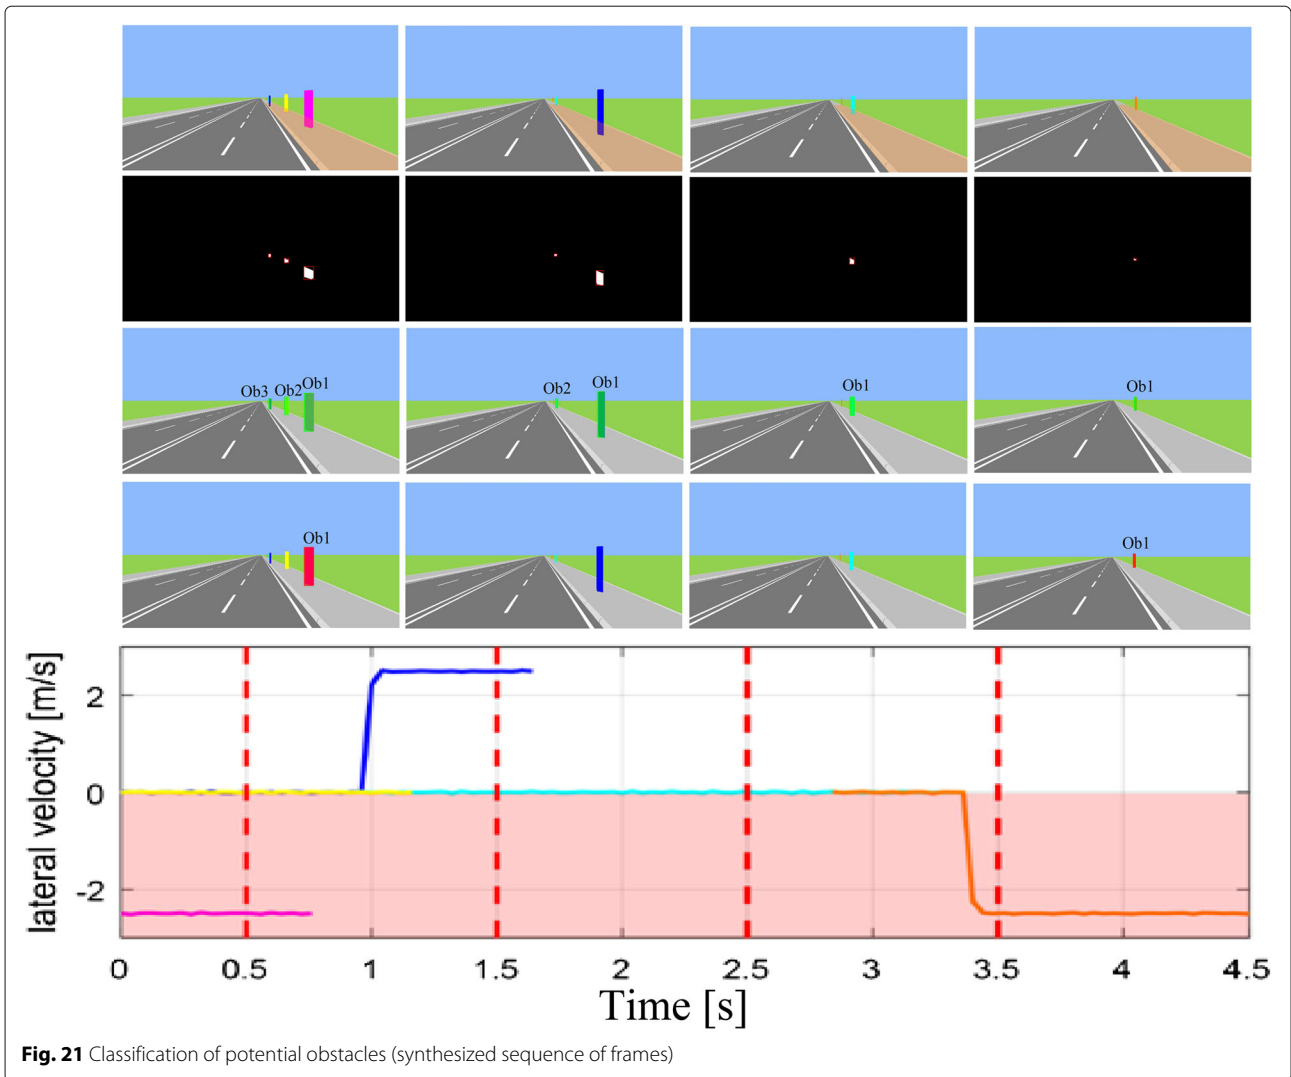 Ob3 Ob2 Ob1
Ob2 Ob1
Ob1
Ob1
Ob1
Ob1
lateral velocity [m/s]
2
0
-2
0 0.5 1 1.5 2 2.5 3 3.5 4 4.5
Time [s]
Fig. 21 Classification of potential obstacles (synthesized sequence of frames)